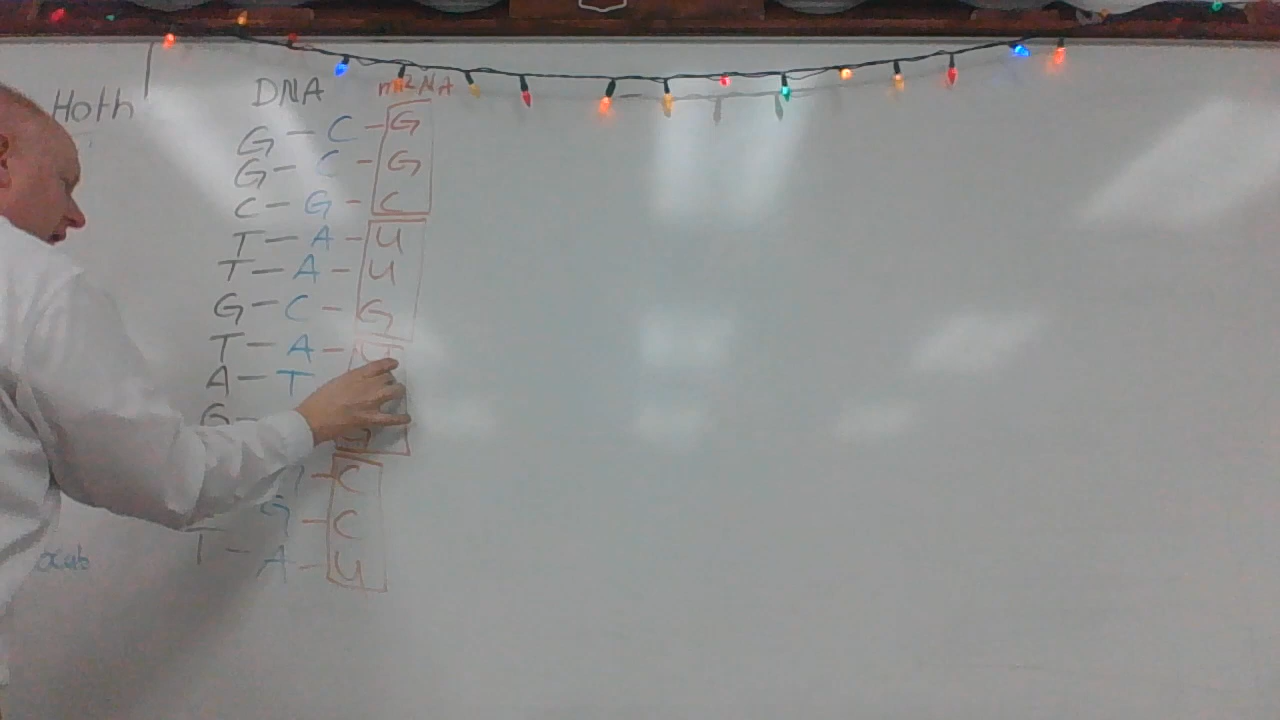 Hoth
DNA mRNA
G - C - G
G - C - G
C - G - C
T - A - U
T - A - U
G - C - G
T - A - U
A - T
G -
- C
G - C
T - A - U